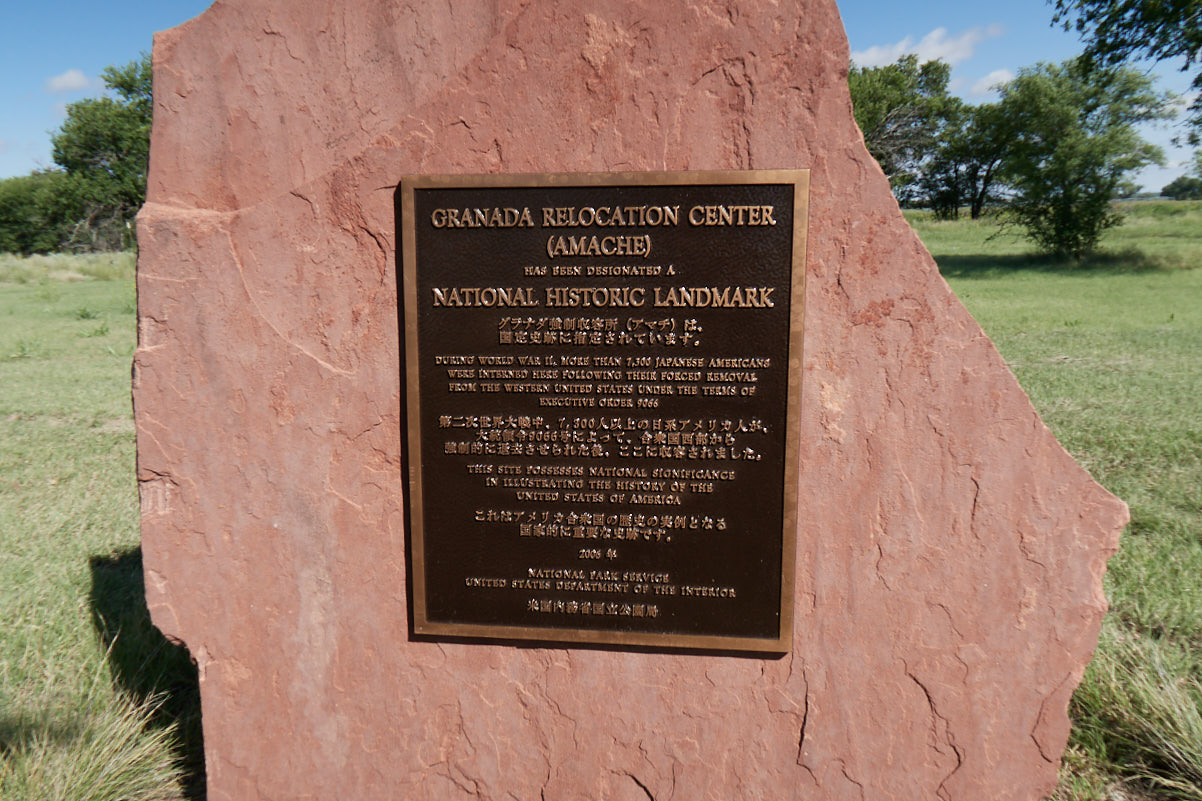 GRANADA RELOCATION CENTER
(AMACHE)
HAS BEEN DESIGNATED A
NATIONAL HISTORIC LANDMARK
グラナダ強制収容所（アマチ）は、
国定史跡に指定されています。
DURING WORLD WAR II, MORE THAN 7,300 JAPANESE AMERICANS
WERE INTERNED HERE FOLLOWING THEIR FORCED REMOVAL
FROM THE WESTERN UNITED STATES UNDER THE TERMS OF
EXECUTIVE ORDER 9066
第二次世界大戦中、7,300人以上の日系アメリカ人が、
大統領令9066号によって、合衆国西部から
強制的に退去させられた後、ここに収容されました。
THIS SITE POSSESSES NATIONAL SIGNIFICANCE
IN ILLUSTRATING THE HISTORY OF THE
UNITED STATES OF AMERICA
これはアメリカ合衆国の歴史の実例となる
国家的に重要な史跡です。
2006 年
NATIONAL PARK SERVICE
UNITED STATES DEPARTMENT OF THE INTERIOR
米国内務省国立公園局